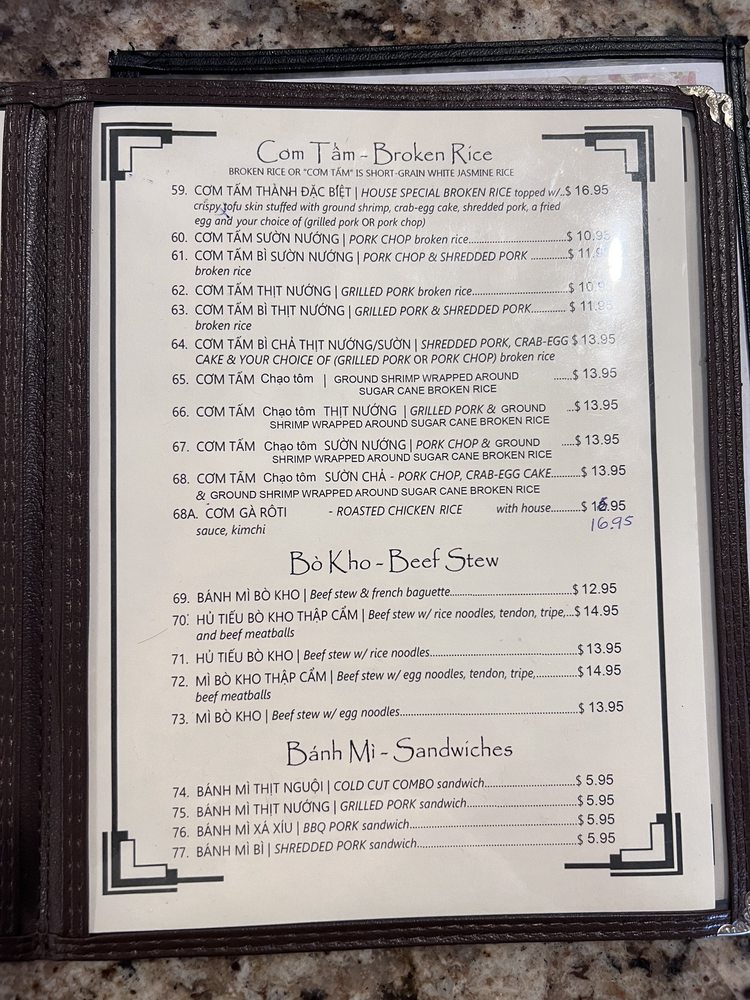 Cơm Tấm - Broken Rice
BROKEN RICE OR "CƠM TẤM" IS SHORT-GRAIN WHITE JASMINE RICE
59. CƠM TẤM THÀNH ĐẶC BIỆT | HOUSE SPECIAL BROKEN RICE topped w/..$ 16.95
crispy tofu skin stuffed with ground shrimp, crab-egg cake, shredded pork, a fried
egg and your choice of (grilled pork OR pork chop)
60. CƠM TẤM SƯỜN NƯỚNG | PORK CHOP broken rice...............................$ 10.95
61. CƠM TẤM BÌ SƯỜN NƯỚNG | PORK CHOP & SHREDDED PORK ...............$ 11.95
broken rice
62. CƠM TẤM THỊT NƯỚNG | GRILLED PORK broken rice..............................$ 10.95
63. CƠM TẤM BÌ THỊT NƯỚNG | GRILLED PORK & SHREDDED PORK............ $ 11.95
broken rice
64. CƠM TẤM BÌ CHẢ THỊT NƯỚNG/SƯỜN | SHREDDED PORK, CRAB-EGG $ 13.95
CAKE & YOUR CHOICE OF (GRILLED PORK OR PORK CHOP) broken rice
65. CƠM TẤM Chạo tôm | GROUND SHRIMP WRAPPED AROUND .......$ 13.95
SUGAR CANE BROKEN RICE
66. CƠM TẤM Chạo tôm THỊT NƯỚNG | GRILLED PORK & GROUND ...$ 13.95
SHRIMP WRAPPED AROUND SUGAR CANE BROKEN RICE
67. CƠM TẤM Chạo tôm SƯỜN NƯỚNG | PORK CHOP & GROUND .....$ 13.95
SHRIMP WRAPPED AROUND SUGAR CANE BROKEN RICE
68. CƠM TẤM Chạo tôm SƯỜN CHẢ - PORK CHOP, CRAB-EGG CAKE..........$ 13.95
& GROUND SHRIMP WRAPPED AROUND SUGAR CANE BROKEN RICE
68A. CƠM GÀ RÔTI - ROASTED CHICKEN RICE with house..........$
16.95
sauce, kimchi
Bò Kho - Beef Stew
69. BÁNH MÌ BÒ KHO | Beef stew & french baguette...............................$ 12.95
70. HỦ TIẾU BÒ KHO THẬP CẨM | Beef stew w/ rice noodles, tendon, tripe,...$ 14.95
and beef meatballs
71. HỦ TIẾU BÒ KHO | Beef stew w/ rice noodles.....................................$ 13.95
72. MÌ BÒ KHO THẬP CẨM | Beef stew w/ egg noodles, tendon, tripe,..........$ 14.95
beef meatballs
73. MÌ BÒ KHO | Beef stew w/ egg noodles.............................................$ 13.95
Bánh Mì - Sandwiches
74. BÁNH MÌ THỊT NGUỘI | COLD CUT COMBO sandwich.......................$ 5.95
75. BÁNH MÌ THỊT NƯỚNG | GRILLED PORK sandwich...........................$ 5.95
76. BÁNH MÌ XÁ XÍU | BBQ PORK sandwich.........................................$ 5.95
77. BÁNH MÌ BÌ | SHREDDED PORK sandwich.......................................$ 5.95